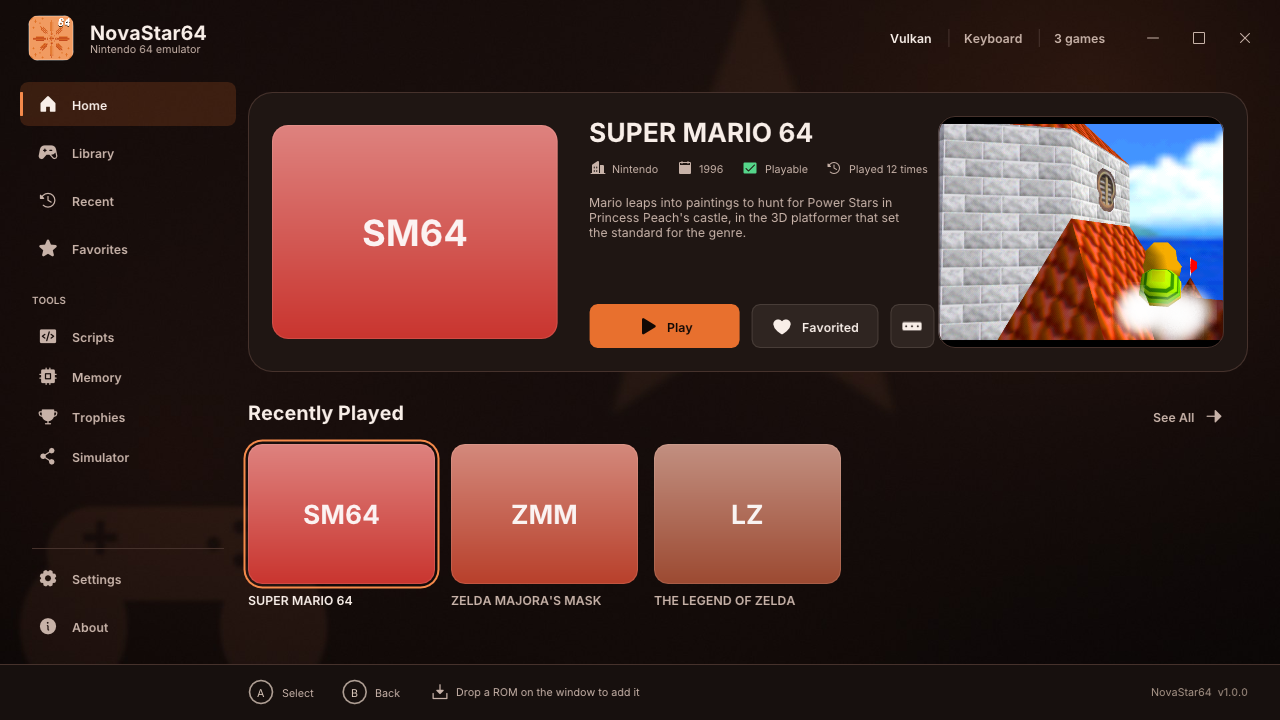 64
NovaStar64
Nintendo 64 emulator
Vulkan
Keyboard
3 games
Home
Library
Recent
Favorites
TOOLS
Scripts
Memory
Trophies
Simulator
Settings
About
SM64
SUPER MARIO 64
Nintendo
1996
Playable
Played 12 times
Mario leaps into paintings to hunt for Power Stars in
Princess Peach's castle, in the 3D platformer that set
the standard for the genre.
Play
Favorited
Recently Played
See All
SM64
ZMM
LZ
SUPER MARIO 64
ZELDA MAJORA'S MASK
THE LEGEND OF ZELDA
A Select
B Back
Drop a ROM on the window to add it
NovaStar64 v1.0.0